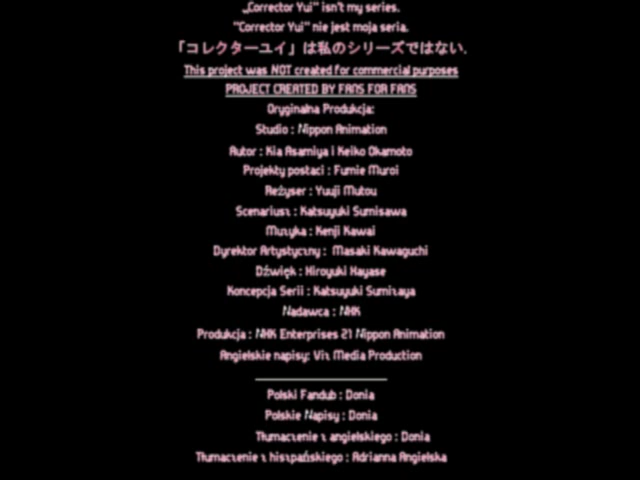 „Corrector Yui” isn't my series.
"Corrector Yui" nie jest moja seria.
「コレクターユイ」は私のシリーズではない.
This project was NOT created for commercial purposes
PROJECT CREATED BY FANS FOR FANS
Oryginalna Produkcja:
Studio : Nippon Animation
Autor : Kia Asamiya i Keiko Okamoto
Projekty postaci : Fumie Muroi
Reżyser : Yuuji Mutou
Scenariusz : Katsuyuki Sumisawa
Muzyka : Kenji Kawai
Dyrektor Artystyczny : Masaki Kawaguchi
Dźwięk : Hiroyuki Hayase
Koncepcja Serii : Katsuyuki Sumizaya
Nadawca : NHK
Produkcja : NHK Enterprises 21 Nippon Animation
Angielskie napisy: Viz Media Production
Polski Fandub : Donia
Polskie Napisy : Donia
Tłumaczenie z angielskiego : Donia
Tłumaczenie z hiszpańskiego : Adrianna Angielska